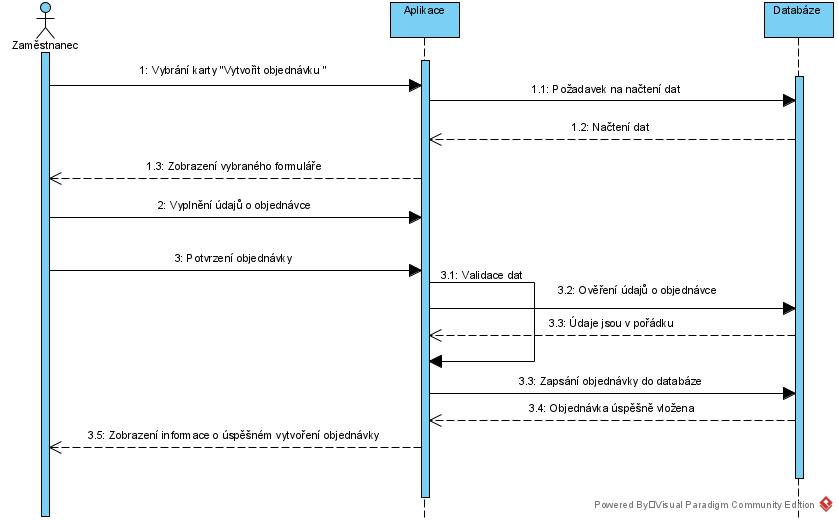 Zaměstnanec
Aplikace
Databáze
1: Vybrání karty "Vytvořit objednávku "
1.1: Požadavek na načtení dat
1.2: Načtení dat
1.3: Zobrazení vybraného formuláře
2: Vyplnění údajů o objednávce
3: Potvrzení objednávky
3.1: Validace dat
3.2: Ověření údajů o objednávce
3.3: Údaje jsou v pořádku
3.3: Zapsání objednávky do databáze
3.4: Objednávka úspěšně vložena
3.5: Zobrazení informace o úspěšném vytvoření objednávky
Powered By□Visual Paradigm Community Edition